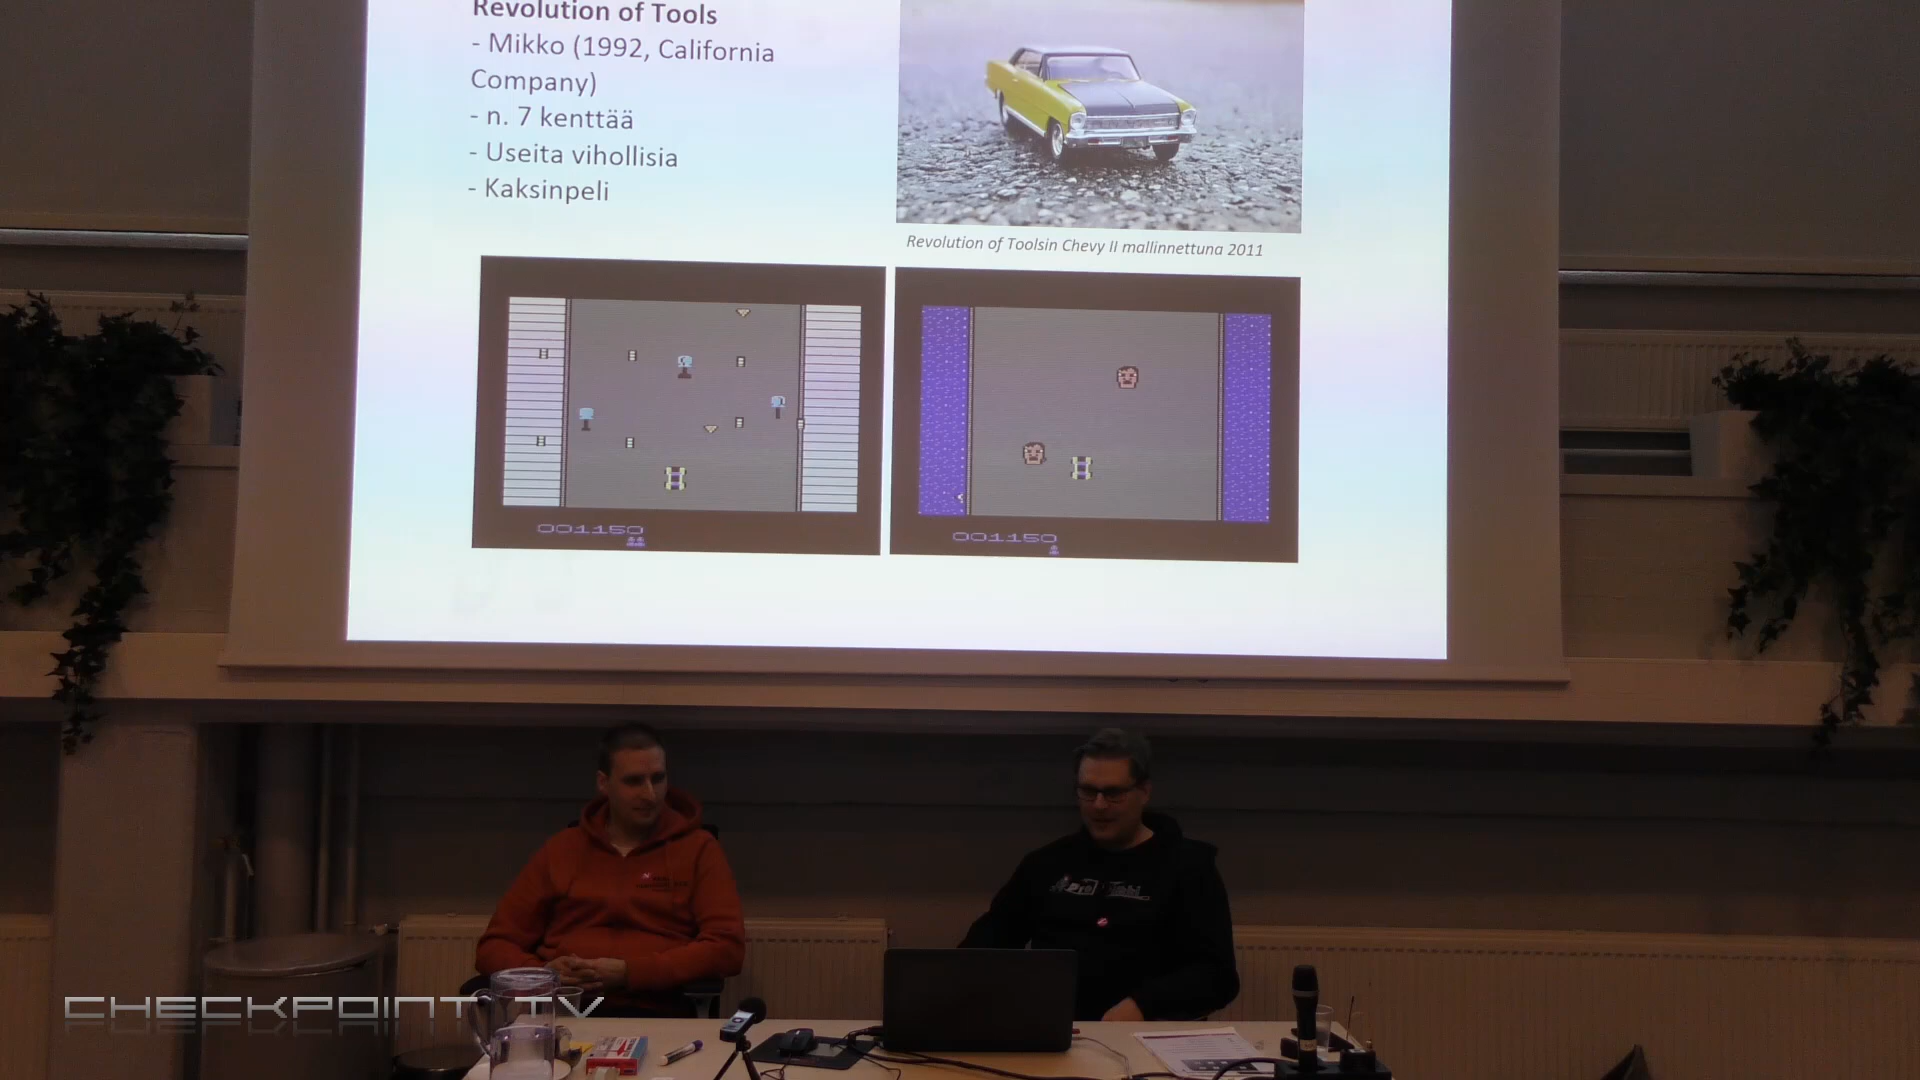 Revolution of Tools
- Mikko (1992, California
Company)
- n. 7 kenttää
- Useita vihollisia
- Kaksinpeli
Revolution of Toolsin Chevy II mallinnettuna 2011
001150
001150
CHECKPOINT TV